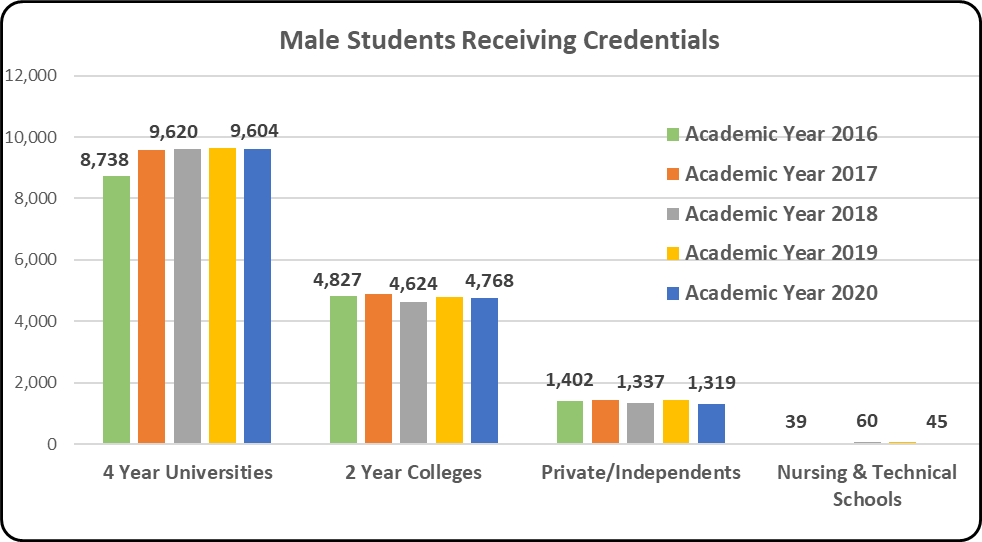 Male Students Receiving Credentials
12,000
10,000
8,000
6,000
4,000
2,000
0
8,738
9,620
9,604
4,827
4,624
4,768
1,402
1,337
1,319
39
60
45
Academic Year 2016
Academic Year 2017
Academic Year 2018
Academic Year 2019
Academic Year 2020
4 Year Universities
2 Year Colleges
Private/Independents
Nursing & Technical
Schools